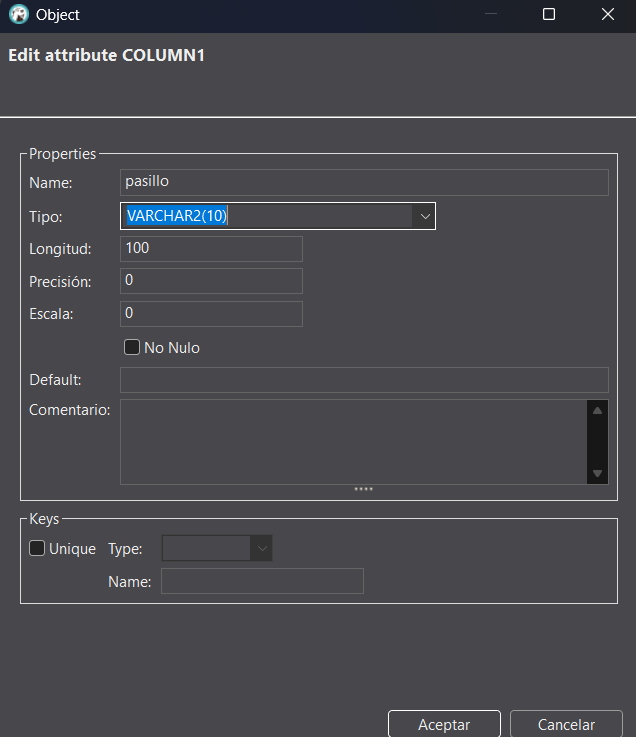 Object
Edit attribute COLUMN1
Properties
Name: pasillo
Tipo: VARCHAR2(10)
Longitud: 100
Precisión: 0
Escala: 0
No Nulo
Default:
Comentario:
Keys
Unique Type:
Name:
Aceptar Cancelar